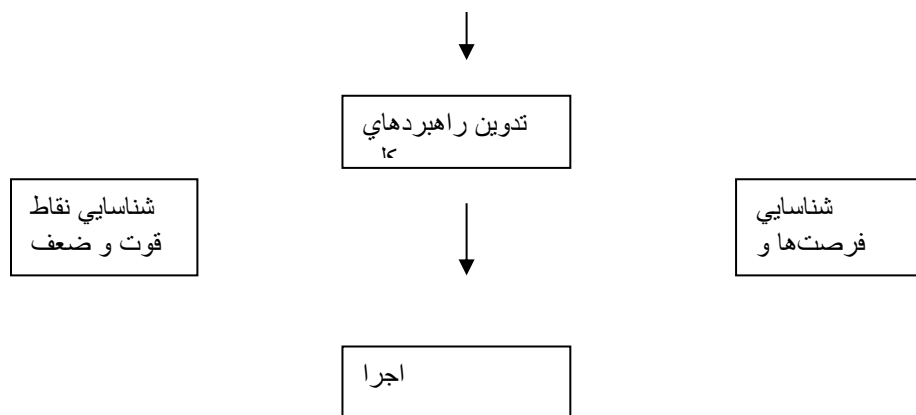 تدوين راهبردهاي
شناسايي نقاط
قوت و ضعف
شناسايي
فرصت‌ها و
اجرا